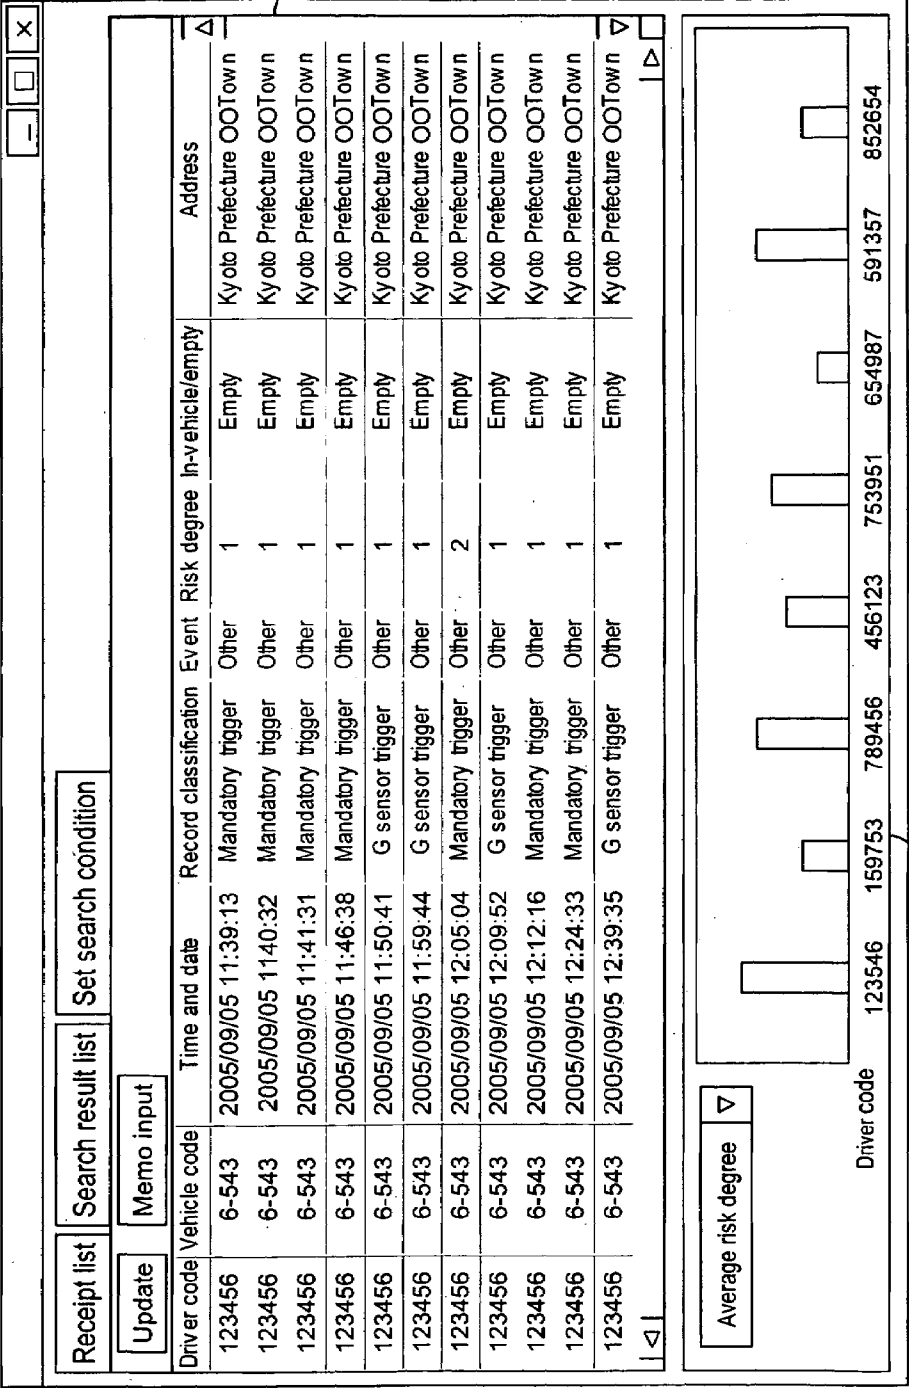 Receipt list Search result list Set search condition
Update Memo input
Driver code Vehicle code Time and date Record classification Event Risk degree In-vehicle/empty Address
123456 6-543 2005/09/05 11:39:13 Mandatory trigger Other 1 Empty Kyoto Prefecture OOTown
123456 6-543 2005/09/05 1140:32 Mandatory trigger Other 1 Empty Kyoto Prefecture OOTown
123456 6-543 2005/09/05 11:41:31 Mandatory trigger Other 1 Empty Kyoto Prefecture OOTown
123456 6-543 2005/09/05 11:46:38 Mandatory trigger Other 1 Empty Kyoto Prefecture OOTown
123456 6-543 2005/09/05 11:50:41 G sensor trigger Other 1 Empty Kyoto Prefecture OOTown
123456 6-543 2005/09/05 11:59:44 G sensor trigger Other 1 Empty Kyoto Prefecture OOTown
123456 6-543 2005/09/05 12:05:04 Mandatory trigger Other 2 Empty Kyoto Prefecture OOTown
123456 6-543 2005/09/05 12:09:52 G sensor trigger Other 1 Empty Kyoto Prefecture OOTown
123456 6-543 2005/09/05 12:12:16 Mandatory trigger Other 1 Empty Kyoto Prefecture OOTown
123456 6-543 2005/09/05 12:24:33 Mandatory trigger Other 1 Empty Kyoto Prefecture OOTown
123456 6-543 2005/09/05 12:39:35 G sensor trigger Other 1 Empty Kyoto Prefecture OOTown
Average risk degree
Driver code 123546 159753 789456 456123 753951 654987 591357 852654